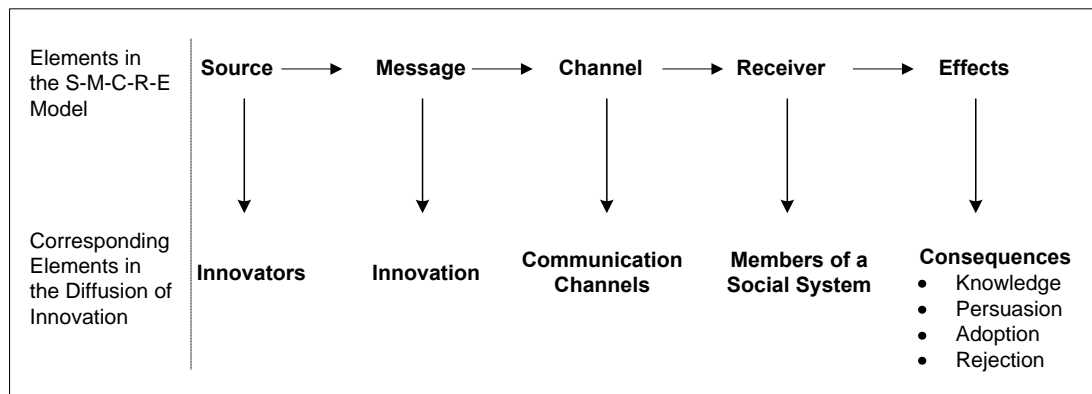 Elements in
the S-M-C-R-E
Model
Source
Message
Channel
Receiver
Effects
Corresponding
Elements in
the Diffusion of
Innovation
Innovators
Innovation
Communication
Channels
Members of a
Social System
Consequences
● Knowledge
● Persuasion
● Adoption
● Rejection